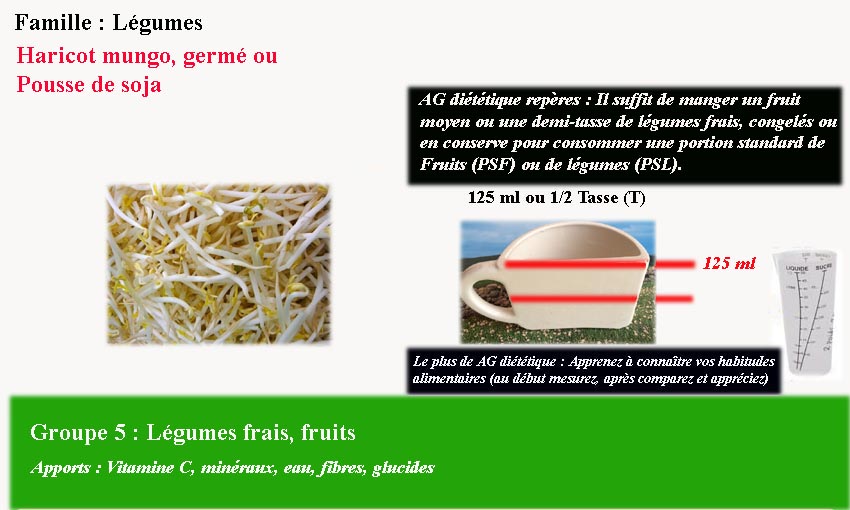 Famille : Légumes
Haricot mungo, germé ou
Pousse de soja
AG diététique repères : Il suffit de manger un fruit
moyen ou une demi-tasse de légumes frais, congelés ou
en conserve pour consommer une portion standard de
Fruits (PSF) ou de légumes (PSL).
125 ml ou 1/2 Tasse (T)
125 ml
LIQUIDE SUCRE
Le plus de AG diététique : Apprenez à connaître vos habitudes
alimentaires (au début mesurez, après comparez et appréciez)
Groupe 5 : Légumes frais, fruits
Apports : Vitamine C, minéraux, eau, fibres, glucides